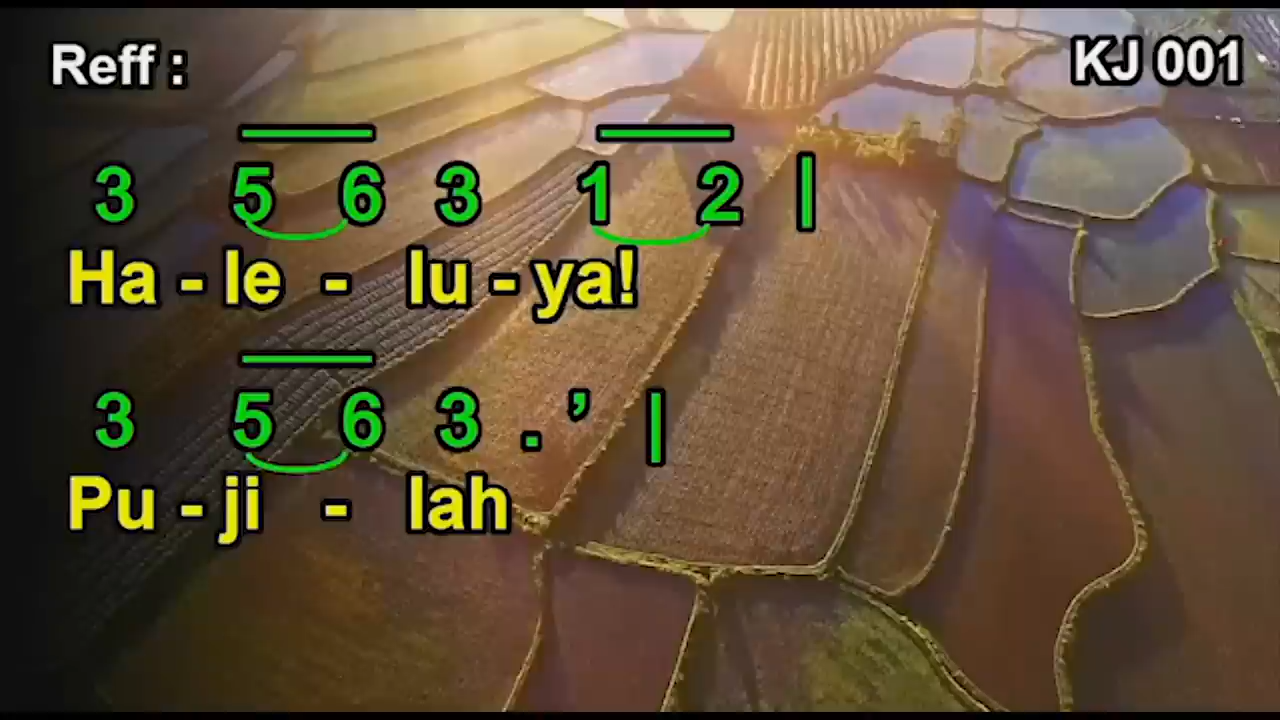 Reff :
KJ 001
3 5 6 3 1 2 |
Ha - le - lu - ya!
3 5 6 3 . ’ |
Pu - ji - lah